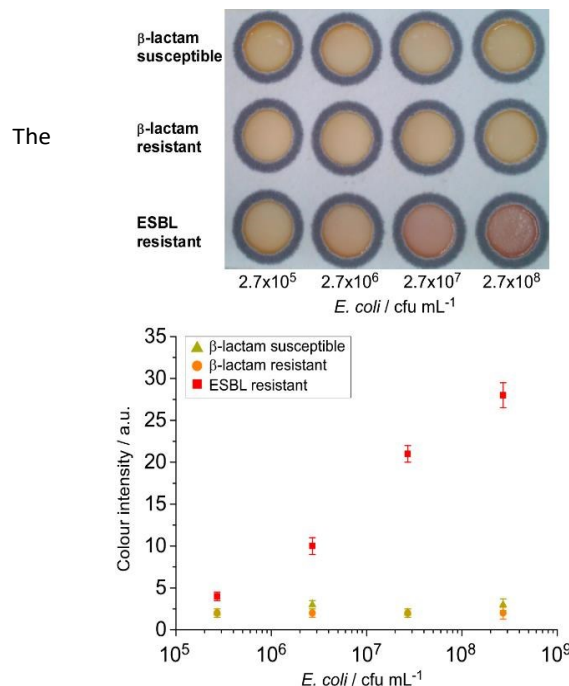 β-lactam
susceptible
The
β-lactam
resistant
ESBL
resistant
2.7x10⁵ 2.7x10⁶ 2.7x10⁷ 2.7x10⁸
E. coli / cfu mL⁻¹
35
30
25
20
15
10
5
0
Colour intensity / a.u.
β-lactam susceptible
β-lactam resistant
ESBL resistant
10⁵ 10⁶ 10⁷ 10⁸ 10⁹
E. coli / cfu mL⁻¹